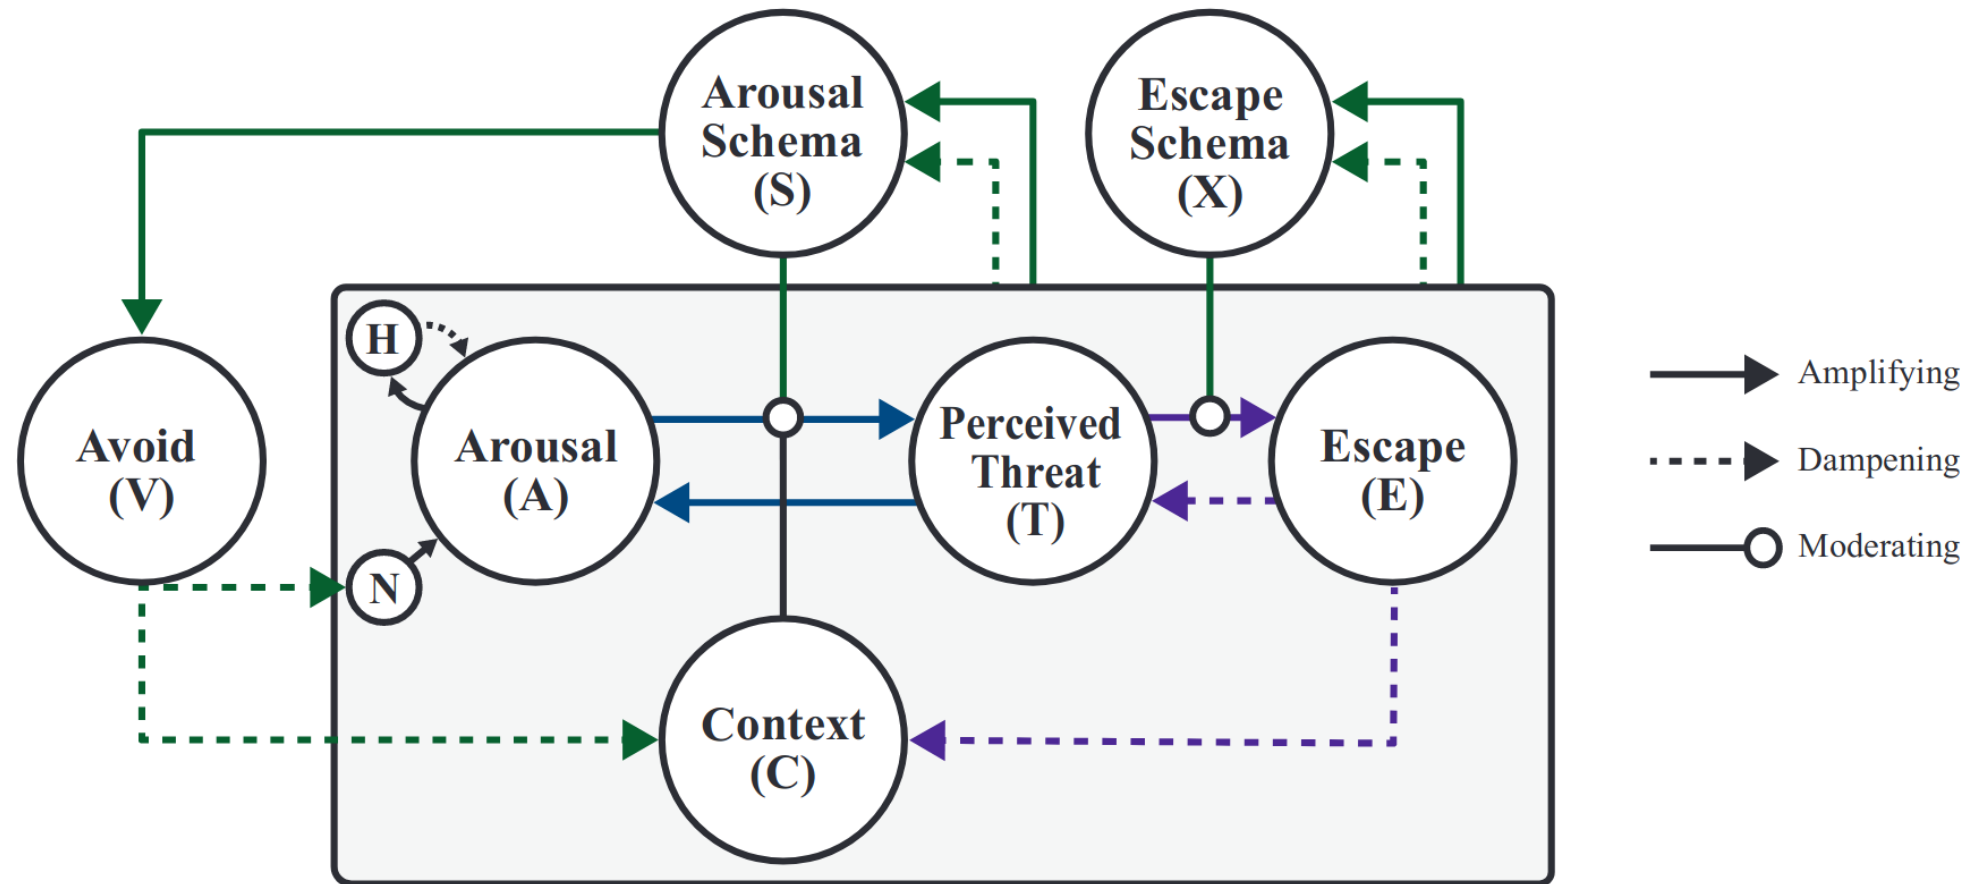 Arousal
Schema
(S)
Escape
Schema
(X)
H
Avoid
(V)
Arousal
(A)
Perceived
Threat
(T)
Escape
(E)
N
Context
(C)
Amplifying
Dampening
Moderating